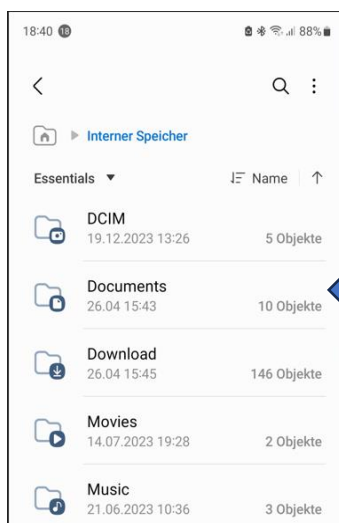 18:40 18 88%
Interner Speicher
Essentials Name
DCIM
19.12.2023 13:26 5 Objekte
Documents
26.04 15:43 10 Objekte
Download
26.04 15:45 146 Objekte
Movies
14.07.2023 19:28 2 Objekte
Music
21.06.2023 10:36 3 Objekte